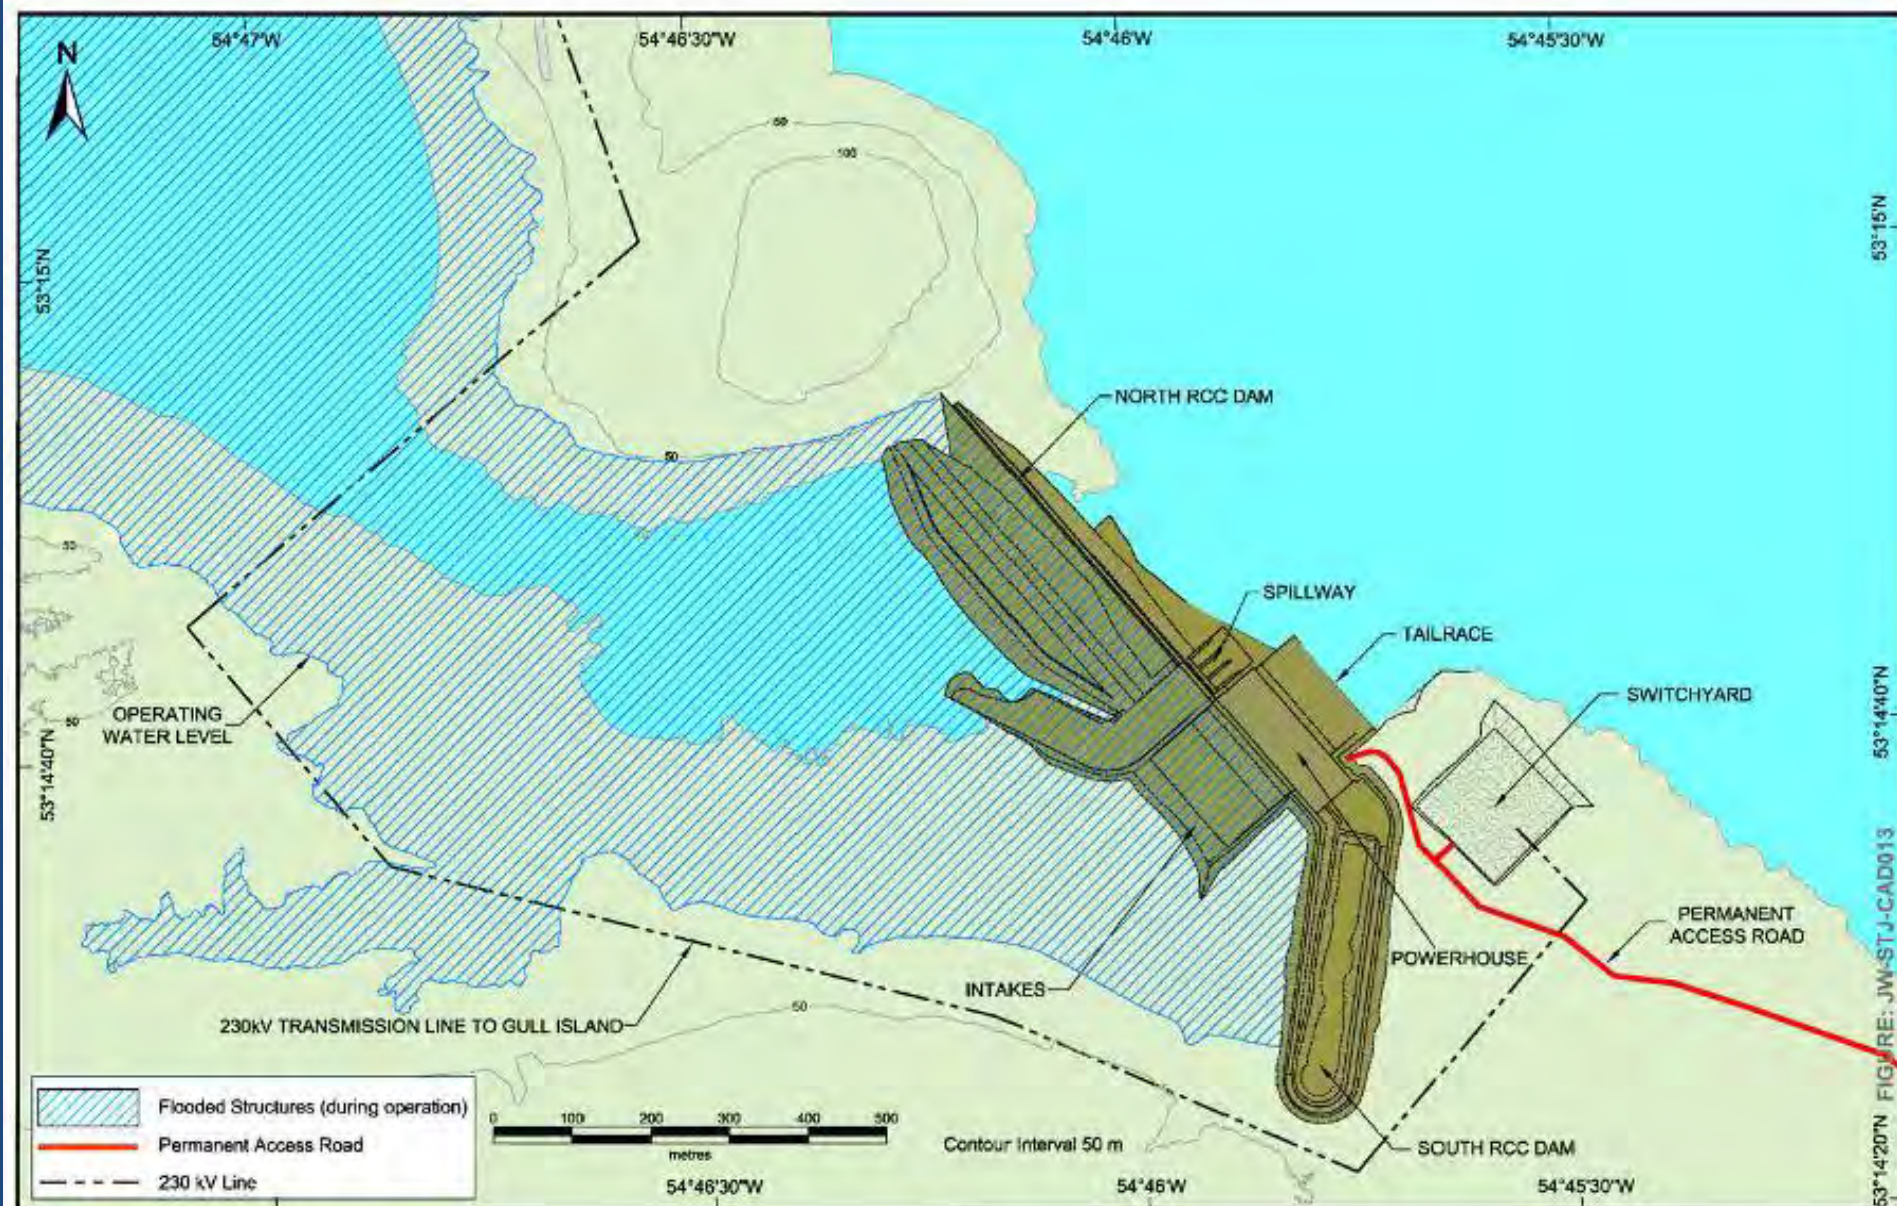 54°47'W
54°46'30"W
54°46'W
54°45'30"W
N
50
100
53°15'N
53°15'N
NORTH RCC DAM
50
50
SPILLWAY
TAILRACE
SWITCHYARD
OPERATING
WATER LEVEL
50
53°14'40"N
53°14'40"N
PERMANENT
ACCESS ROAD
POWERHOUSE
INTAKES
50
230kV TRANSMISSION LINE TO GULL ISLAND
FIGURE: JW-STJ-CAD013
Flooded Structures (during operation)
Permanent Access Road
230 kV Line
0 100 200 300 400 500
metres
Contour Interval 50 m
SOUTH RCC DAM
53°14'20"N
54°46'30"W
54°46'W
54°45'30"W